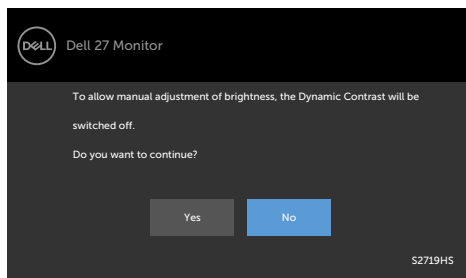 DELL
Dell 27 Monitor
To allow manual adjustment of brightness, the Dynamic Contrast will be
switched off.
Do you want to continue?
Yes
No
S2719HS